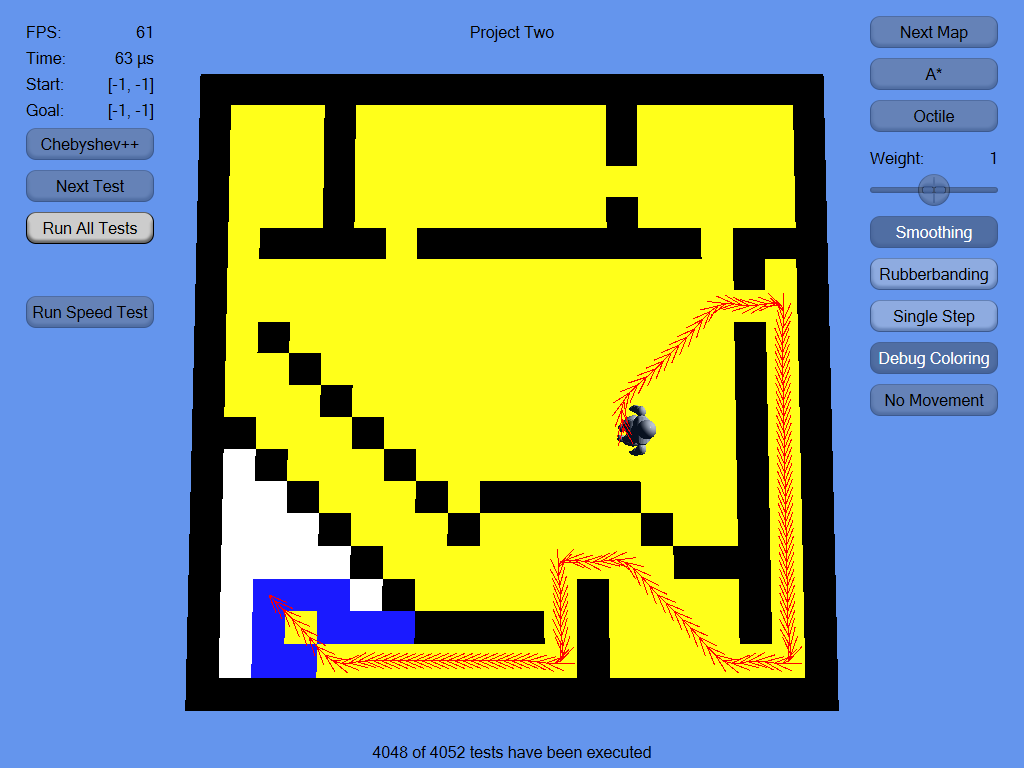 FPS: 61
Time: 63 µs
Start: [-1, -1]
Goal: [-1, -1]
Chebyshev++
Next Test
Run All Tests
Run Speed Test
Project Two
Next Map
A*
Octile
Weight: 1
Smoothing
Rubberbanding
Single Step
Debug Coloring
No Movement
4048 of 4052 tests have been executed